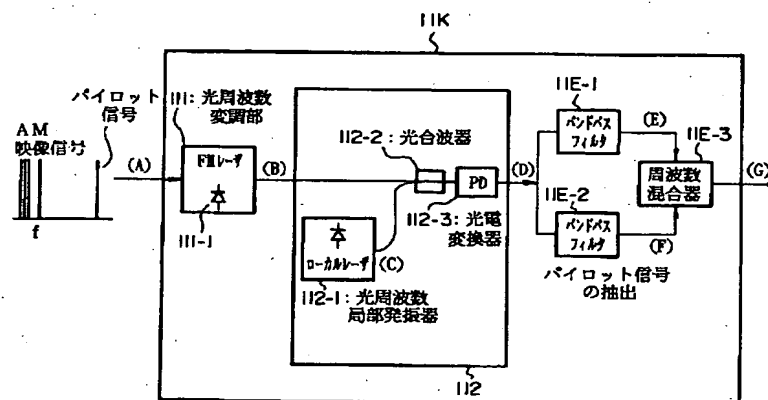 11K
パイロット
信号
AM
映像信号
f
(A)
111：光周波数
変調部
FMレーザ
111-1
(B)
112-2：光合波器
PD
112-3：光電
変換器
ローカルレーザ
(C)
112-1：光周波数
局部発振器
112
(D)
11E-1
バンドパス
フィルタ
(E)
11E-2
バンドパス
フィルタ
(F)
パイロット信号
の抽出
11E-3
周波数
混合器
(G)